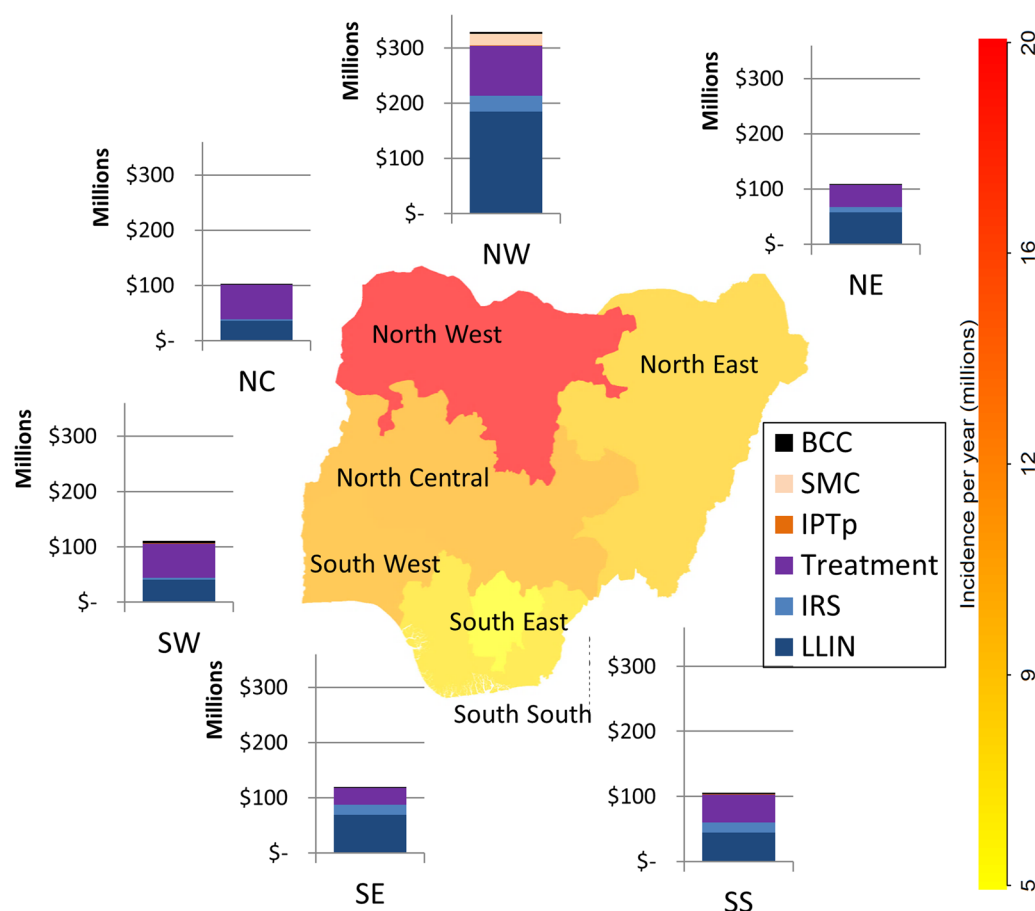 Millions
$300
$200
$100
$-
NW
Millions
$300
$200
$100
$-
NE
Millions
$300
$200
$100
$-
NC
Millions
$300
$200
$100
$-
SW
Millions
$300
$200
$100
$-
SE
$300
$200
$100
$-
SS
North West
North East
North Central
South West
South East
South South
BCC
SMC
IPTp
Treatment
IRS
LLIN
Incidence per year (millions)
20
16
12
9
5